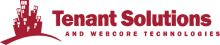 Tenant Solutions
AND WEBCORE TECHNOLOGIES